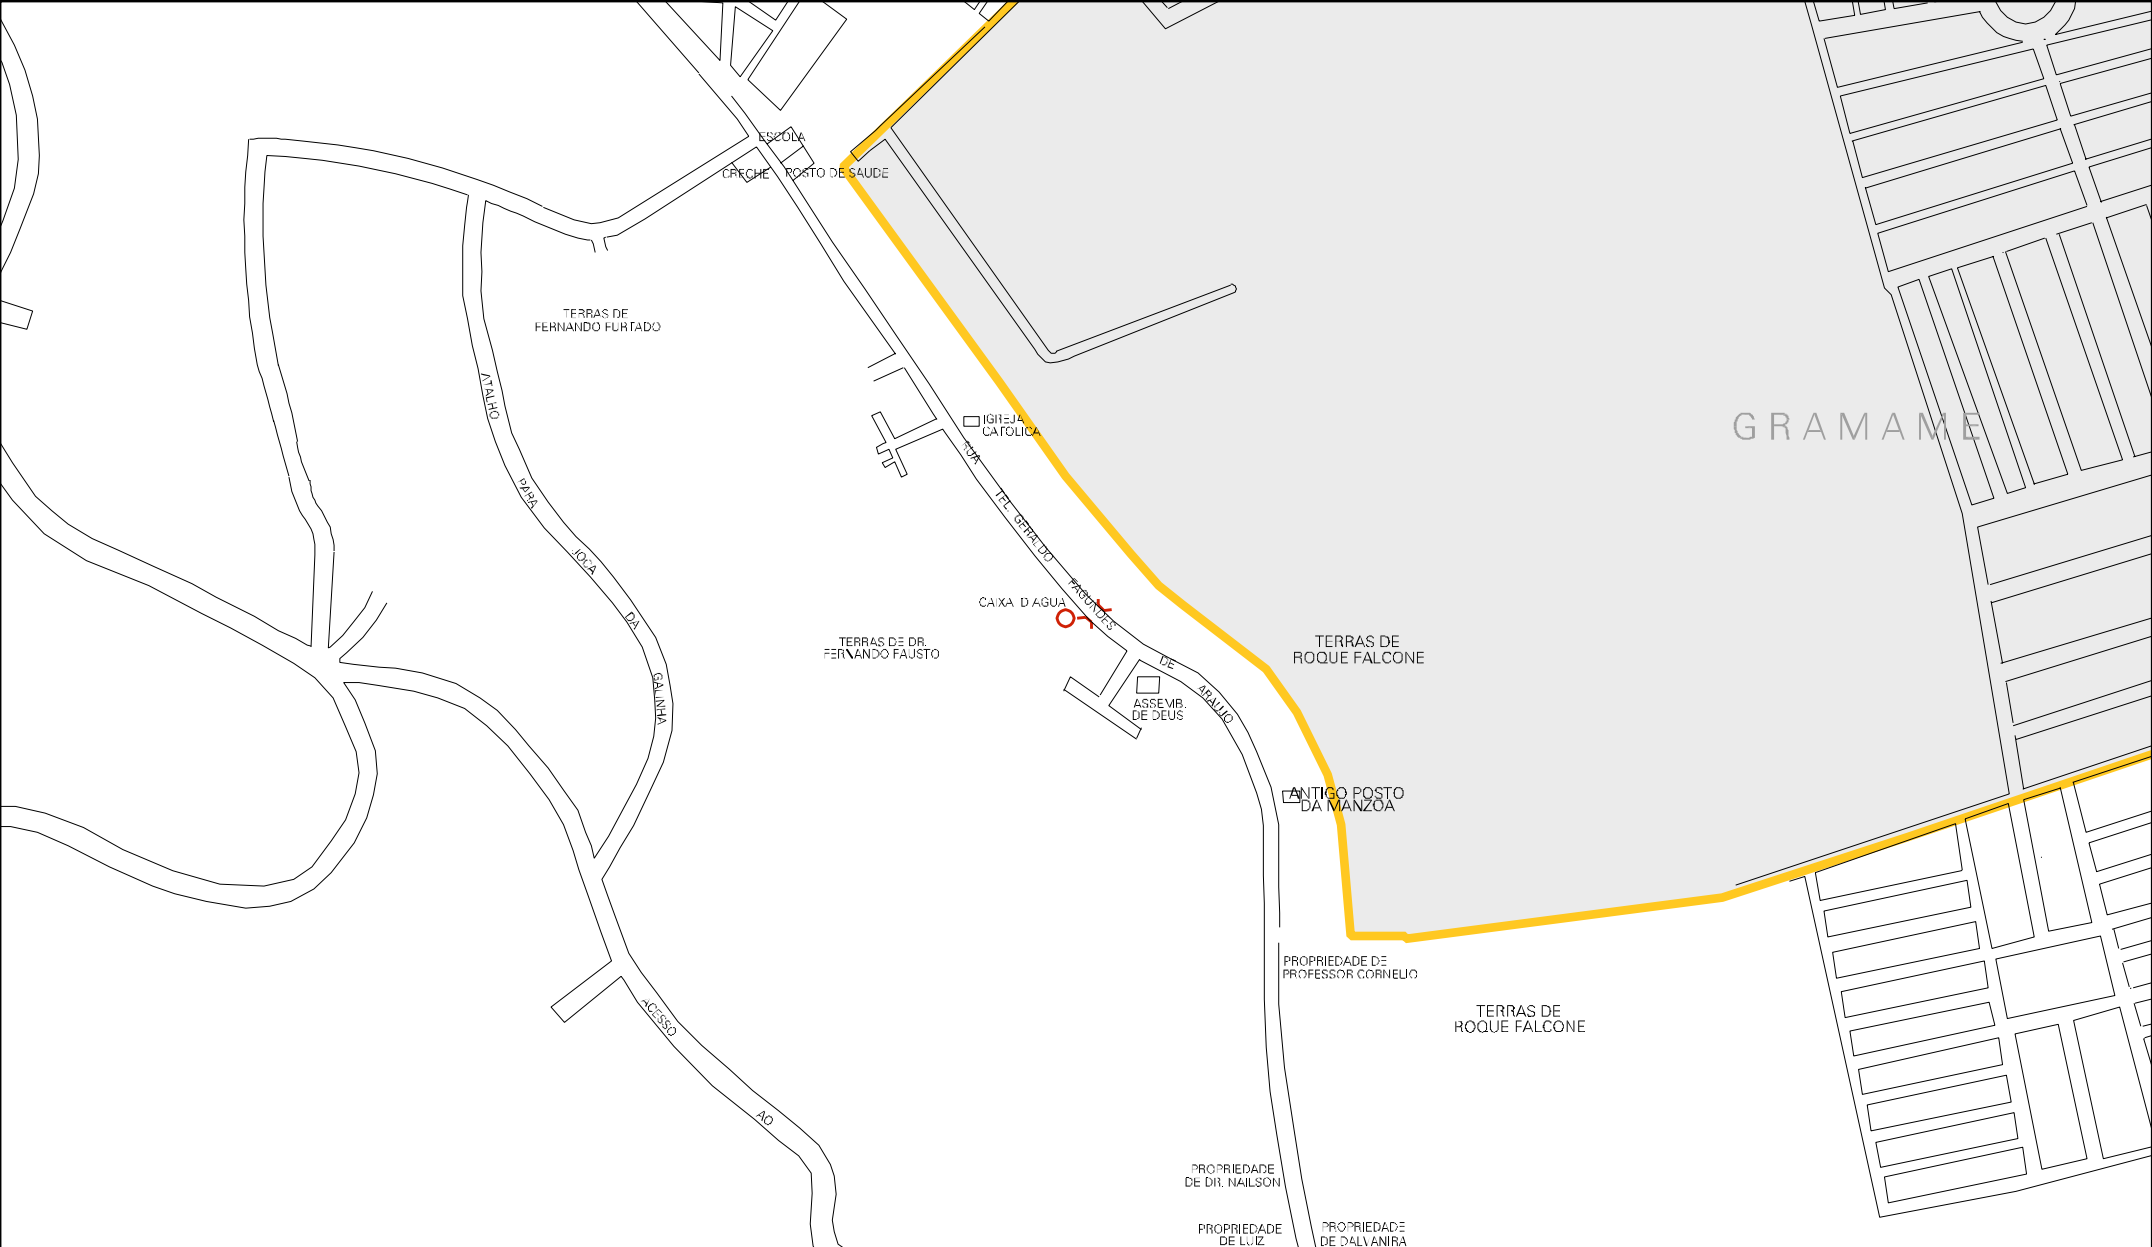 ESCOLA
CRECHE
POSTO DE SAUDE
TERRAS DE
FERNANDO FURTADO
ATALHO
PARA
JOCA
DA
GALINHA
IGREJA
CATOLICA
GRAMAME
RUA
TEL. GERALDO
FAGUNDES
DE
ARAUJO
CAIXA D'AGUA
TERRAS DE DR.
FERNANDO FAUSTO
TERRAS DE
ROQUE FALCONE
ASSEMB.
DE DEUS
ANTIGO POSTO
DA MANZOA
PROPRIEDADE DE
PROFESSOR CORNELIO
TERRAS DE
ROQUE FALCONE
ACESSO
AO
PROPRIEDADE
DE DR. NAILSON
PROPRIEDADE
DE LUIZ
PROPRIEDADE
DE DALVANIRA